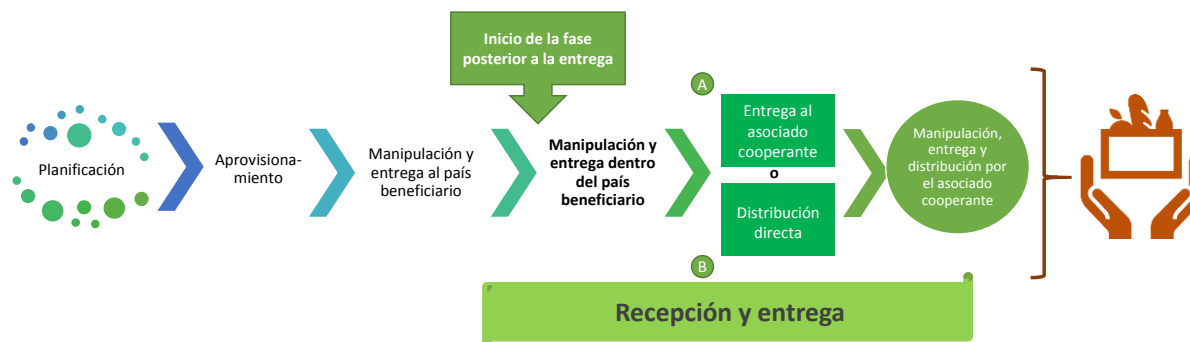 Inicio de la fase
posterior a la entrega
Planificación
Aprovisiona-
miento
Manipulación y
entrega al país
beneficiario
Manipulación y
entrega dentro
del país
beneficiario
A
Entrega al
asociado
cooperante
o
Distribución
directa
B
Manipulación,
entrega y
distribución por
el asociado
cooperante
Recepción y entrega